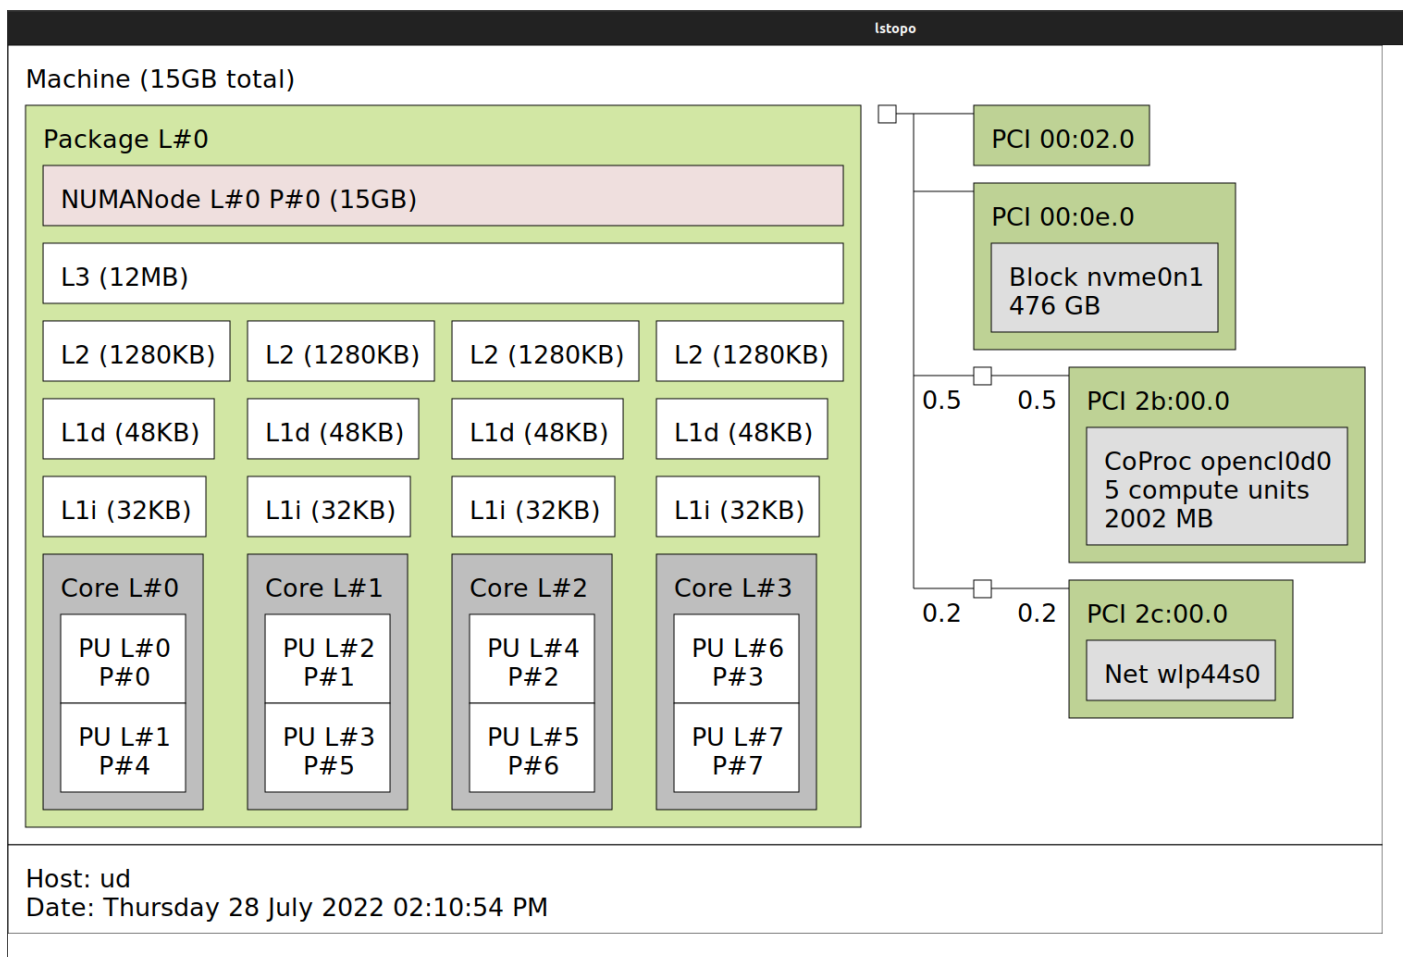 lstopo
Machine (15GB total)
Package L#0
NUMANode L#0 P#0 (15GB)
L3 (12MB)
L2 (1280KB) L2 (1280KB) L2 (1280KB) L2 (1280KB)
L1d (48KB) L1d (48KB) L1d (48KB) L1d (48KB)
L1i (32KB) L1i (32KB) L1i (32KB) L1i (32KB)
Core L#0 Core L#1 Core L#2 Core L#3
PU L#0 PU L#2 PU L#4 PU L#6
P#0 P#1 P#2 P#3
PU L#1 PU L#3 PU L#5 PU L#7
P#4 P#5 P#6 P#7
PCI 00:02.0
PCI 00:0e.0
Block nvme0n1
476 GB
0.5 0.5 PCI 2b:00.0
CoProc opencl0d0
5 compute units
2002 MB
0.2 0.2 PCI 2c:00.0
Net wlp44s0
Host: ud
Date: Thursday 28 July 2022 02:10:54 PM